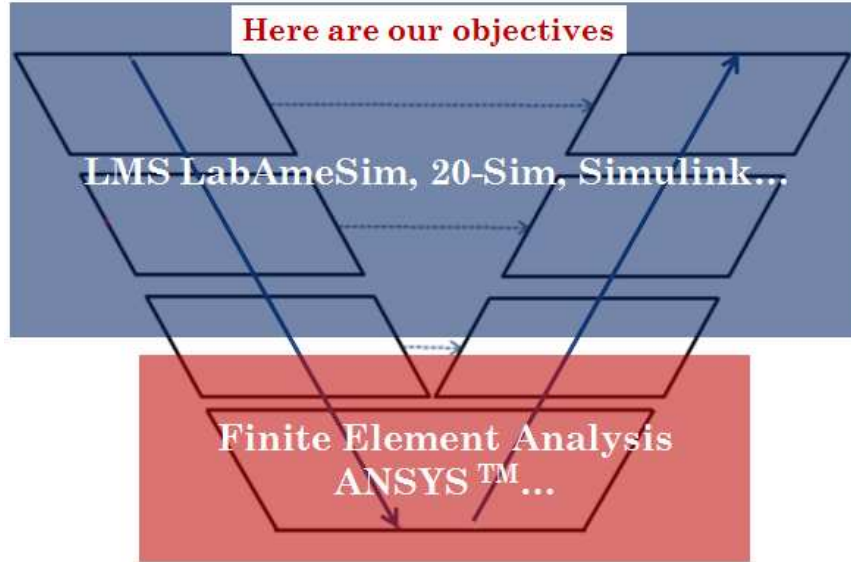 Here are our objectives
LMS LabAmeSim, 20-Sim, Simulink...
Finite Element Analysis
ANSYS TM...